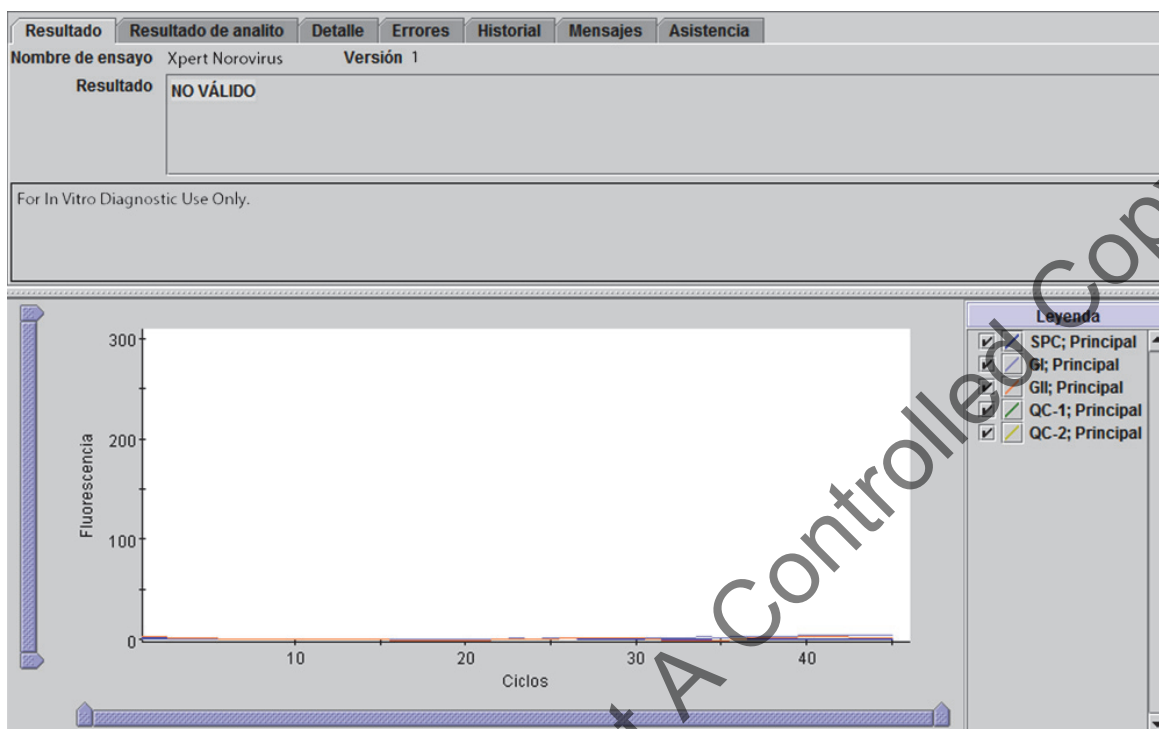 Resultado Resultado de analito Detalle Errores Historial Mensajes Asistencia
Nombre de ensayo Xpert Norovirus Versión 1
Resultado NO VÁLIDO
For In Vitro Diagnostic Use Only.
Leyenda
SPC; Principal
GI; Principal
GII; Principal
QC-1; Principal
QC-2; Principal
Fluorescencia
300
200
100
0
10 20 30 40
Ciclos
A Controlled Cop